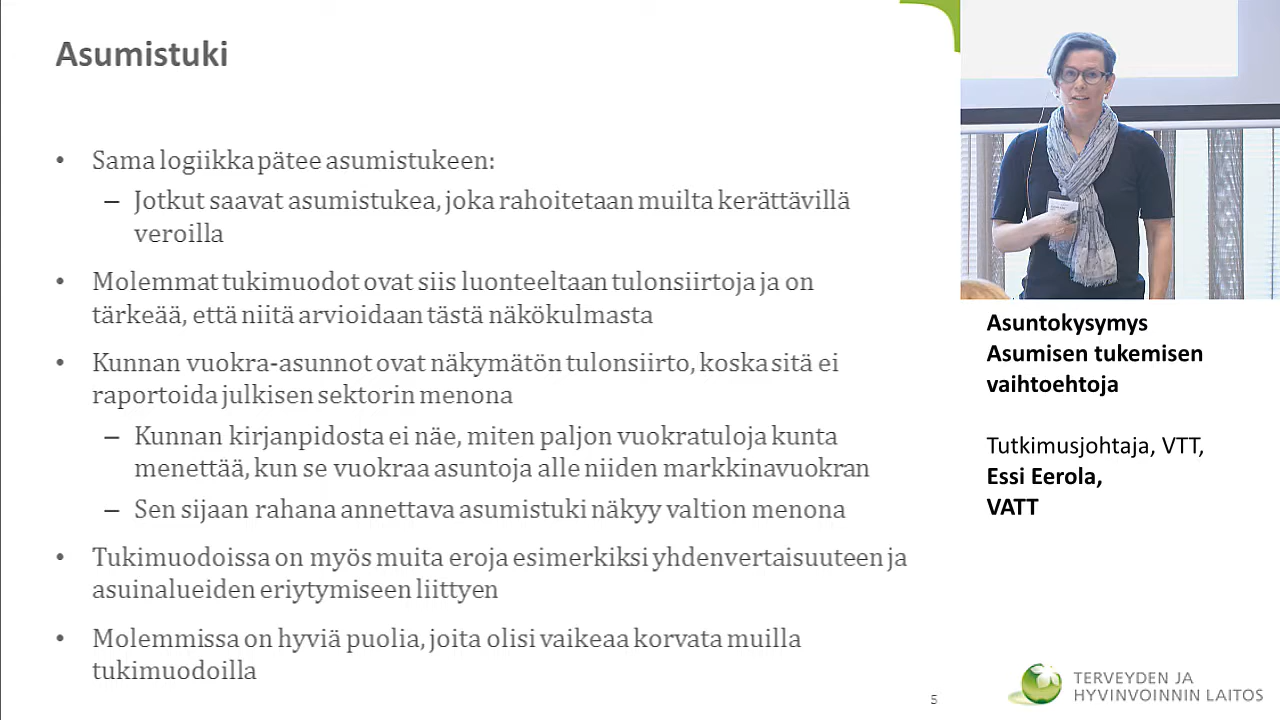 Asumistuki
• Sama logiikka pätee asumistukeen:
– Jotkut saavat asumistukea, joka rahoitetaan muilta kerättävillä
veroilla
• Molemmat tukimuodot ovat siis luonteeltaan tulonsiirtoja ja on
tärkeää, että niitä arvioidaan tästä näkökulmasta
• Kunnan vuokra-asunnot ovat näkymätön tulonsiirto, koska sitä ei
raportoida julkisen sektorin menona
– Kunnan kirjanpidosta ei näe, miten paljon vuokratuloja kunta
menettää, kun se vuokraa asuntoja alle niiden markkinavuokran
– Sen sijaan rahana annettava asumistuki näkyy valtion menona
• Tukimuodoissa on myös muita eroja esimerkiksi yhdenvertaisuuteen ja
asuinalueiden eriytymiseen liittyen
• Molemmissa on hyviä puolia, joita olisi vaikeaa korvata muilla
tukimuodoilla
5
Asuntokysymys
Asumisen tukemisen
vaihtoehtoja
Tutkimusjohtaja, VTT,
Essi Eerola,
VATT
TERVEYDEN JA
HYVINVOINNIN LAITOS